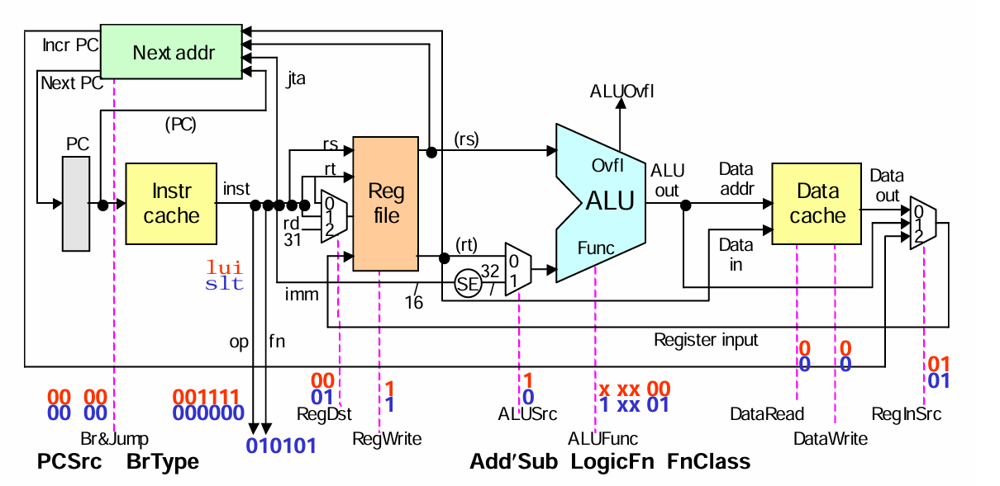 Incr PC
Next addr
Next PC
jta
(PC)
ALUOvfl
PC
rs
(rs)
rt
Ovfl
Instr
cache
inst
Reg
file
ALU
ALU
out
Data
addr
Data
cache
Data
out
0
1
2
rd
31
0
1
2
(rt)
Func
Data
in
0
1
lui
slt
imm
16
SE
32
op
fn
Register input
00 00
00 00
001111
000000
00
01
1
1
1
0
x xx 00
1 xx 01
0
0
0
0
01
01
RegDst
ALUSrc
DataRead
RegInSrc
Br&Jump
010101
RegWrite
ALUFunc
DataWrite
PCSrc BrType
Add'Sub LogicFn FnClass